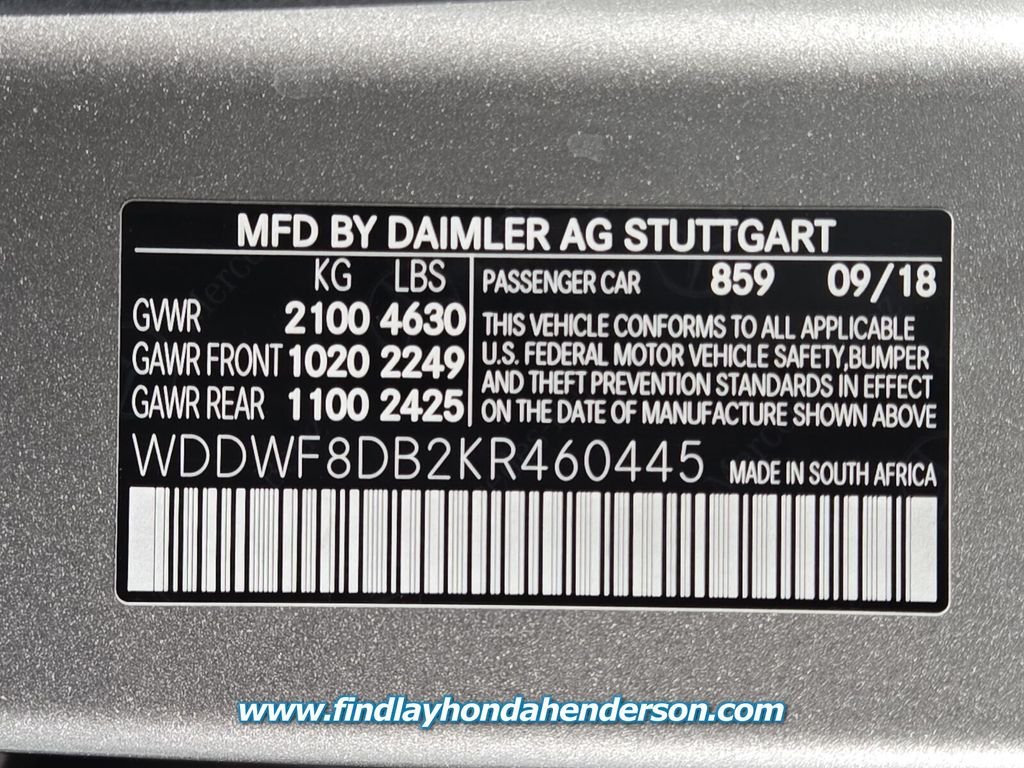 MFD BY DAIMLER AG STUTTGART
KG LBS
GVWR 2100 4630
GAWR FRONT 1020 2249
GAWR REAR 1100 2425
PASSENGER CAR 859 09/18
THIS VEHICLE CONFORMS TO ALL APPLICABLE
U.S. FEDERAL MOTOR VEHICLE SAFETY,BUMPER
AND THEFT PREVENTION STANDARDS IN EFFECT
ON THE DATE OF MANUFACTURE SHOWN ABOVE
WDDWF8DB2KR460445 MADE IN SOUTH AFRICA
www.findlayhondahenderson.com